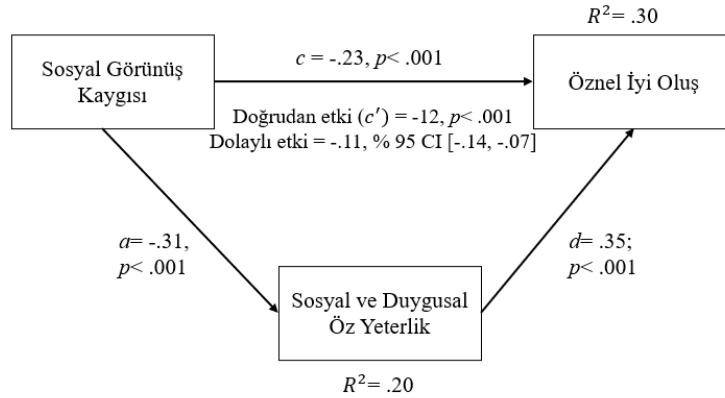 R²= .30
Sosyal Görünüş
Kaygısı
c = -.23, p< .001
Öznel İyi Oluş
Doğrudan etki (c′) = -12, p< .001
Dolaylı etki = -.11, % 95 CI [-.14, -.07]
a= -.31,
p< .001
d= .35;
p< .001
Sosyal ve Duygusal
Öz Yeterlik
R²= .20